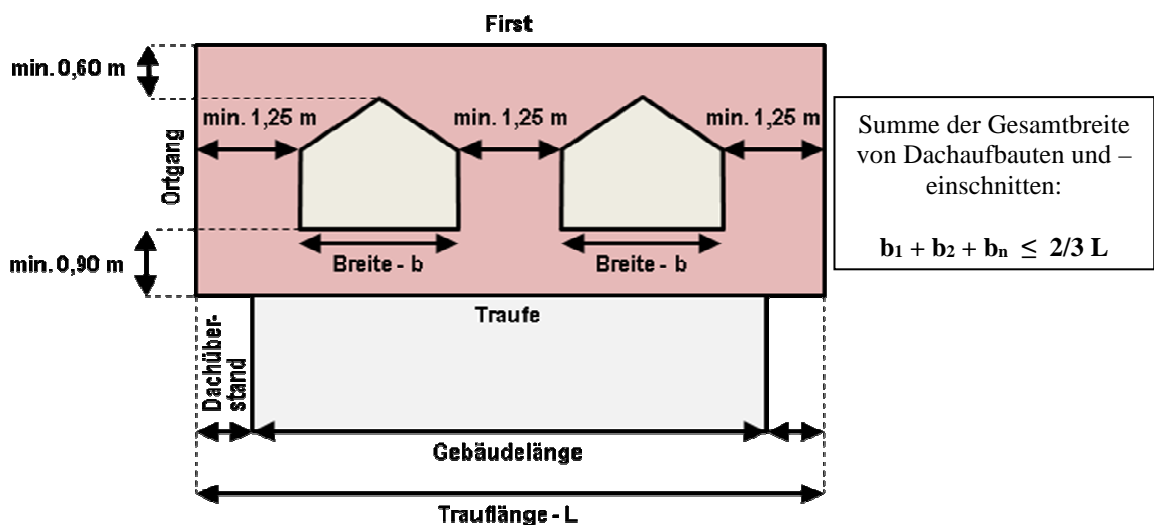 First
min. 0,60 m
min. 1,25 m
min. 1,25 m
min. 1,25 m
Ortgang
min. 0,90 m
Breite - b
Breite - b
Traufe
Dachüber-
stand
Gebäudelänge
Trauflänge - L
Summe der Gesamtbreite
von Dachaufbauten und –
einschnitten:
b1 + b2 + bn ≤ 2/3 L